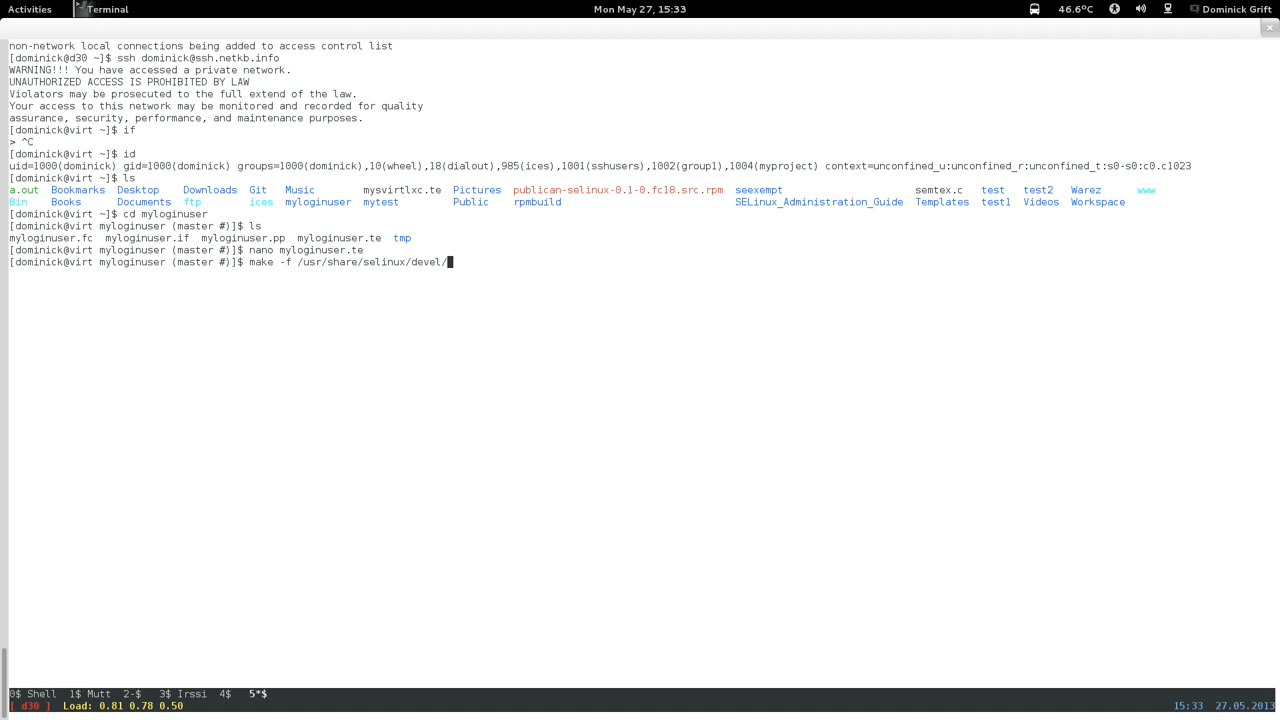 Activities Terminal Mon May 27, 15:33 46.6°C Dominick Grift
non-network local connections being added to access control list
[dominick@d30 ~]$ ssh dominick@ssh.netkb.info
WARNING!!! You have accessed a private network.
UNAUTHORIZED ACCESS IS PROHIBITED BY LAW
Violators may be prosecuted to the full extend of the law.
Your access to this network may be monitored and recorded for quality
assurance, security, performance, and maintenance purposes.
[dominick@virt ~]$ if
> ^C
[dominick@virt ~]$ id
uid=1000(dominick) gid=1000(dominick) groups=1000(dominick),10(wheel),18(dialout),985(ices),1001(sshusers),1002(group1),1004(myproject) context=unconfined_u:unconfined_r:unconfined_t:s0-s0:c0.c1023
[dominick@virt ~]$ ls
a.out Bookmarks Desktop Downloads Git Music mysvirtlxc.te Pictures publican-selinux-0.1-0.fc18.src.rpm seexempt semtex.c test test2 Warez www
Bin Books Documents ftp ices myloginuser mytest Public rpmbuild SELinux_Administration_Guide Templates test1 Videos Workspace
[dominick@virt ~]$ cd myloginuser
[dominick@virt myloginuser (master #)]$ ls
myloginuser.fc myloginuser.if myloginuser.pp myloginuser.te tmp
[dominick@virt myloginuser (master #)]$ nano myloginuser.te
[dominick@virt myloginuser (master #)]$ make -f /usr/share/selinux/devel/
0$ Shell 1$ Mutt 2-$ 3$ Irssi 4$ 5*$
[ d30 ] Load: 0.81 0.78 0.50 15:33 27.05.2013